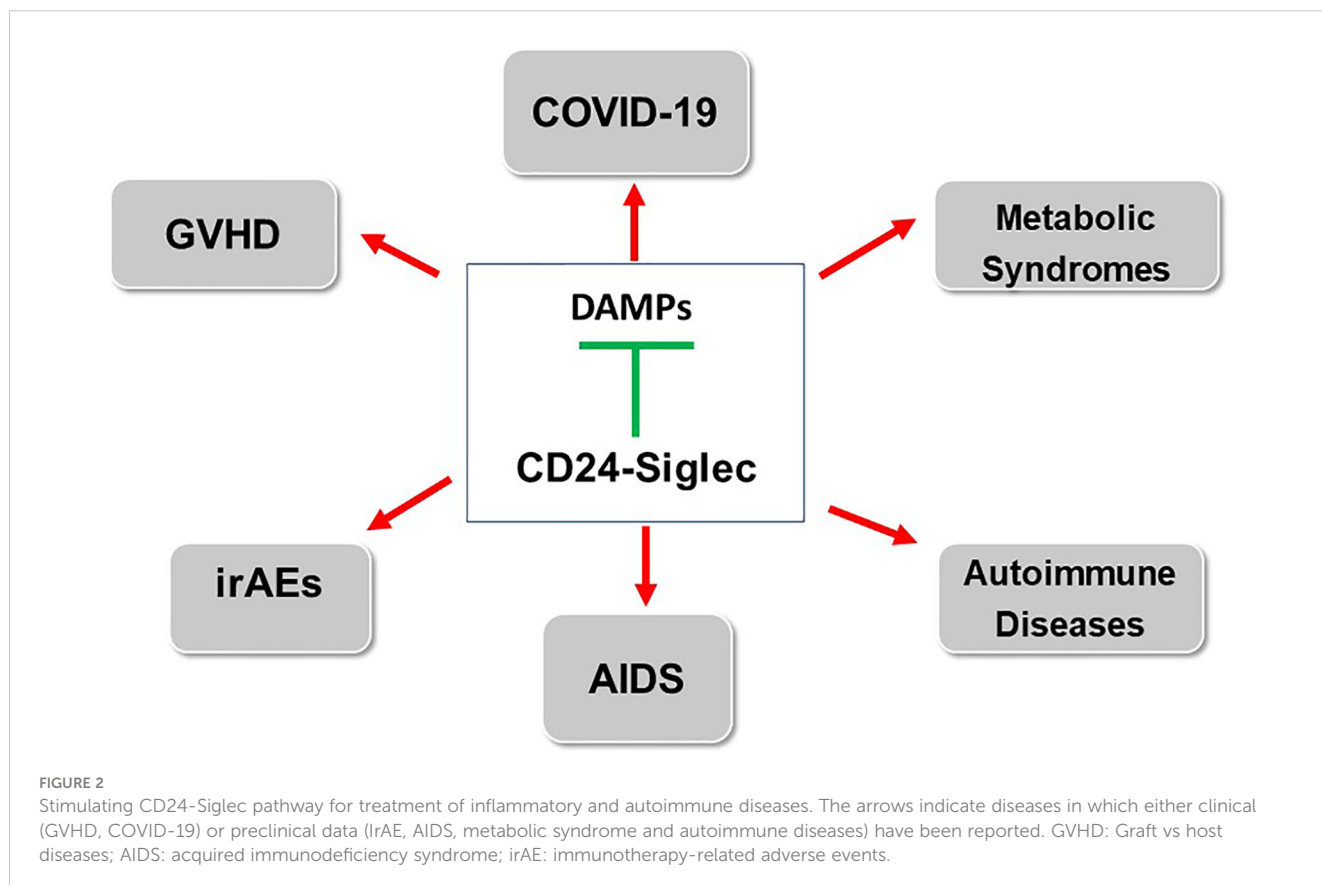 COVID-19
GVHD
Metabolic
Syndromes
DAMPs
CD24-Siglec
irAEs
Autoimmune
Diseases
AIDS
FIGURE 2
Stimulating CD24-Siglec pathway for treatment of inflammatory and autoimmune diseases. The arrows indicate diseases in which either clinical
(GVHD, COVID-19) or preclinical data (IrAE, AIDS, metabolic syndrome and autoimmune diseases) have been reported. GVHD: Graft vs host
diseases; AIDS: acquired immunodeficiency syndrome; irAE: immunotherapy-related adverse events.